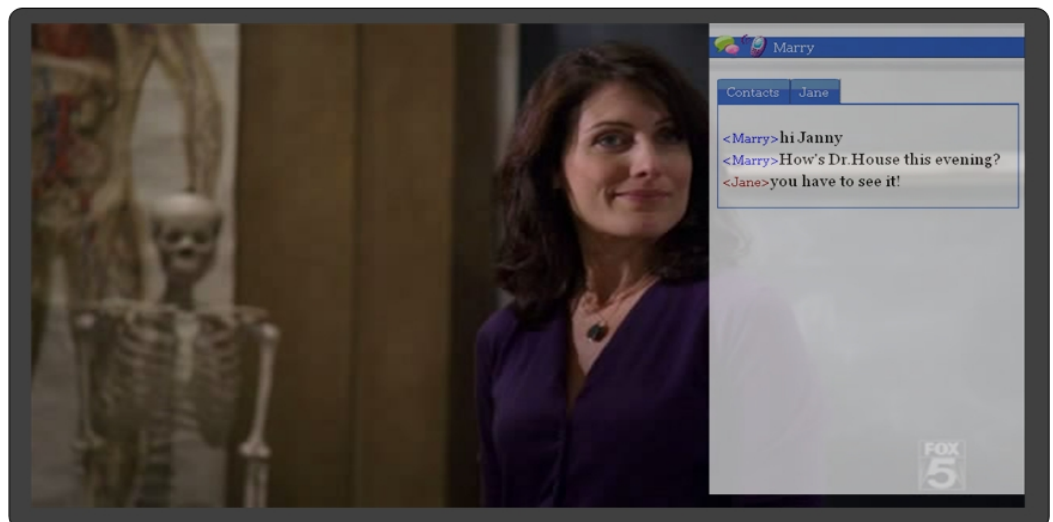 Marry
Contacts Jane
<Marry>hi Janny
<Marry>How's Dr.House this evening?
<Jane>you have to see it!
FOX
5